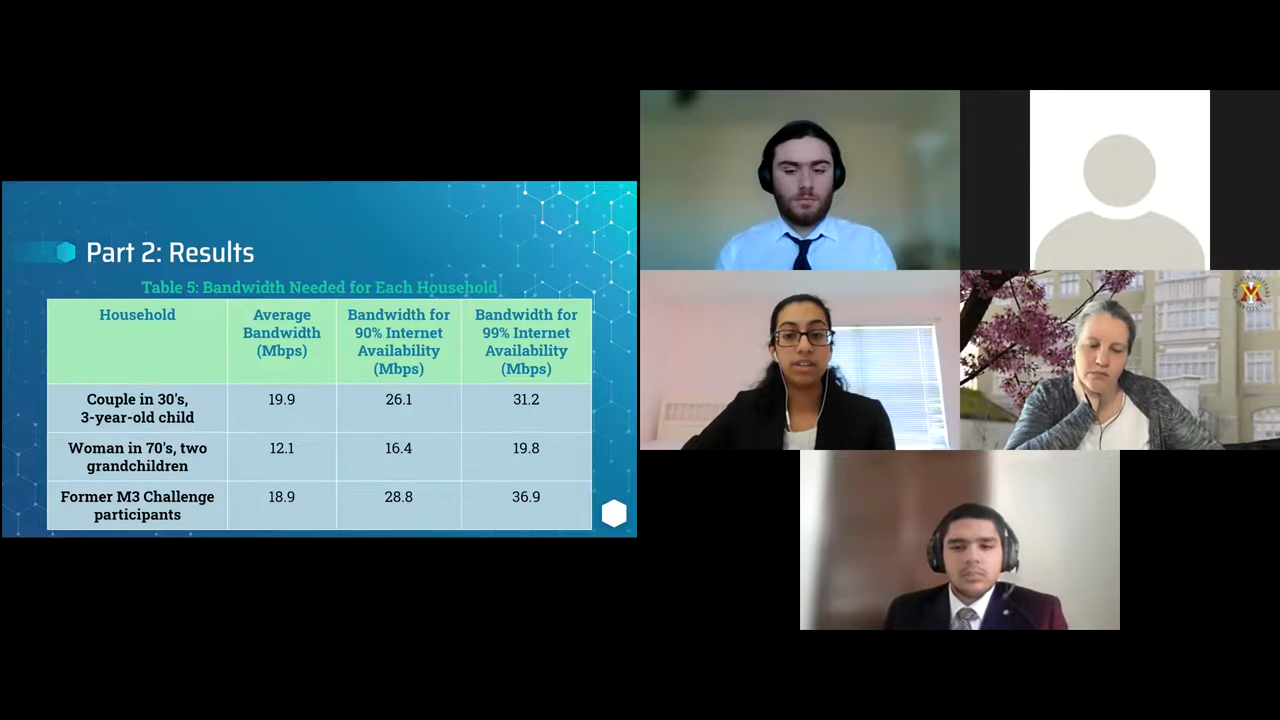 Part 2: Results
Table 5: Bandwidth Needed for Each Household
Household
Average
Bandwidth
(Mbps)
Bandwidth for
90% Internet
Availability
(Mbps)
Bandwidth for
99% Internet
Availability
(Mbps)
Couple in 30's,
3-year-old child
19.9
26.1
31.2
Woman in 70's, two
grandchildren
12.1
16.4
19.8
Former M3 Challenge
participants
18.9
28.8
36.9